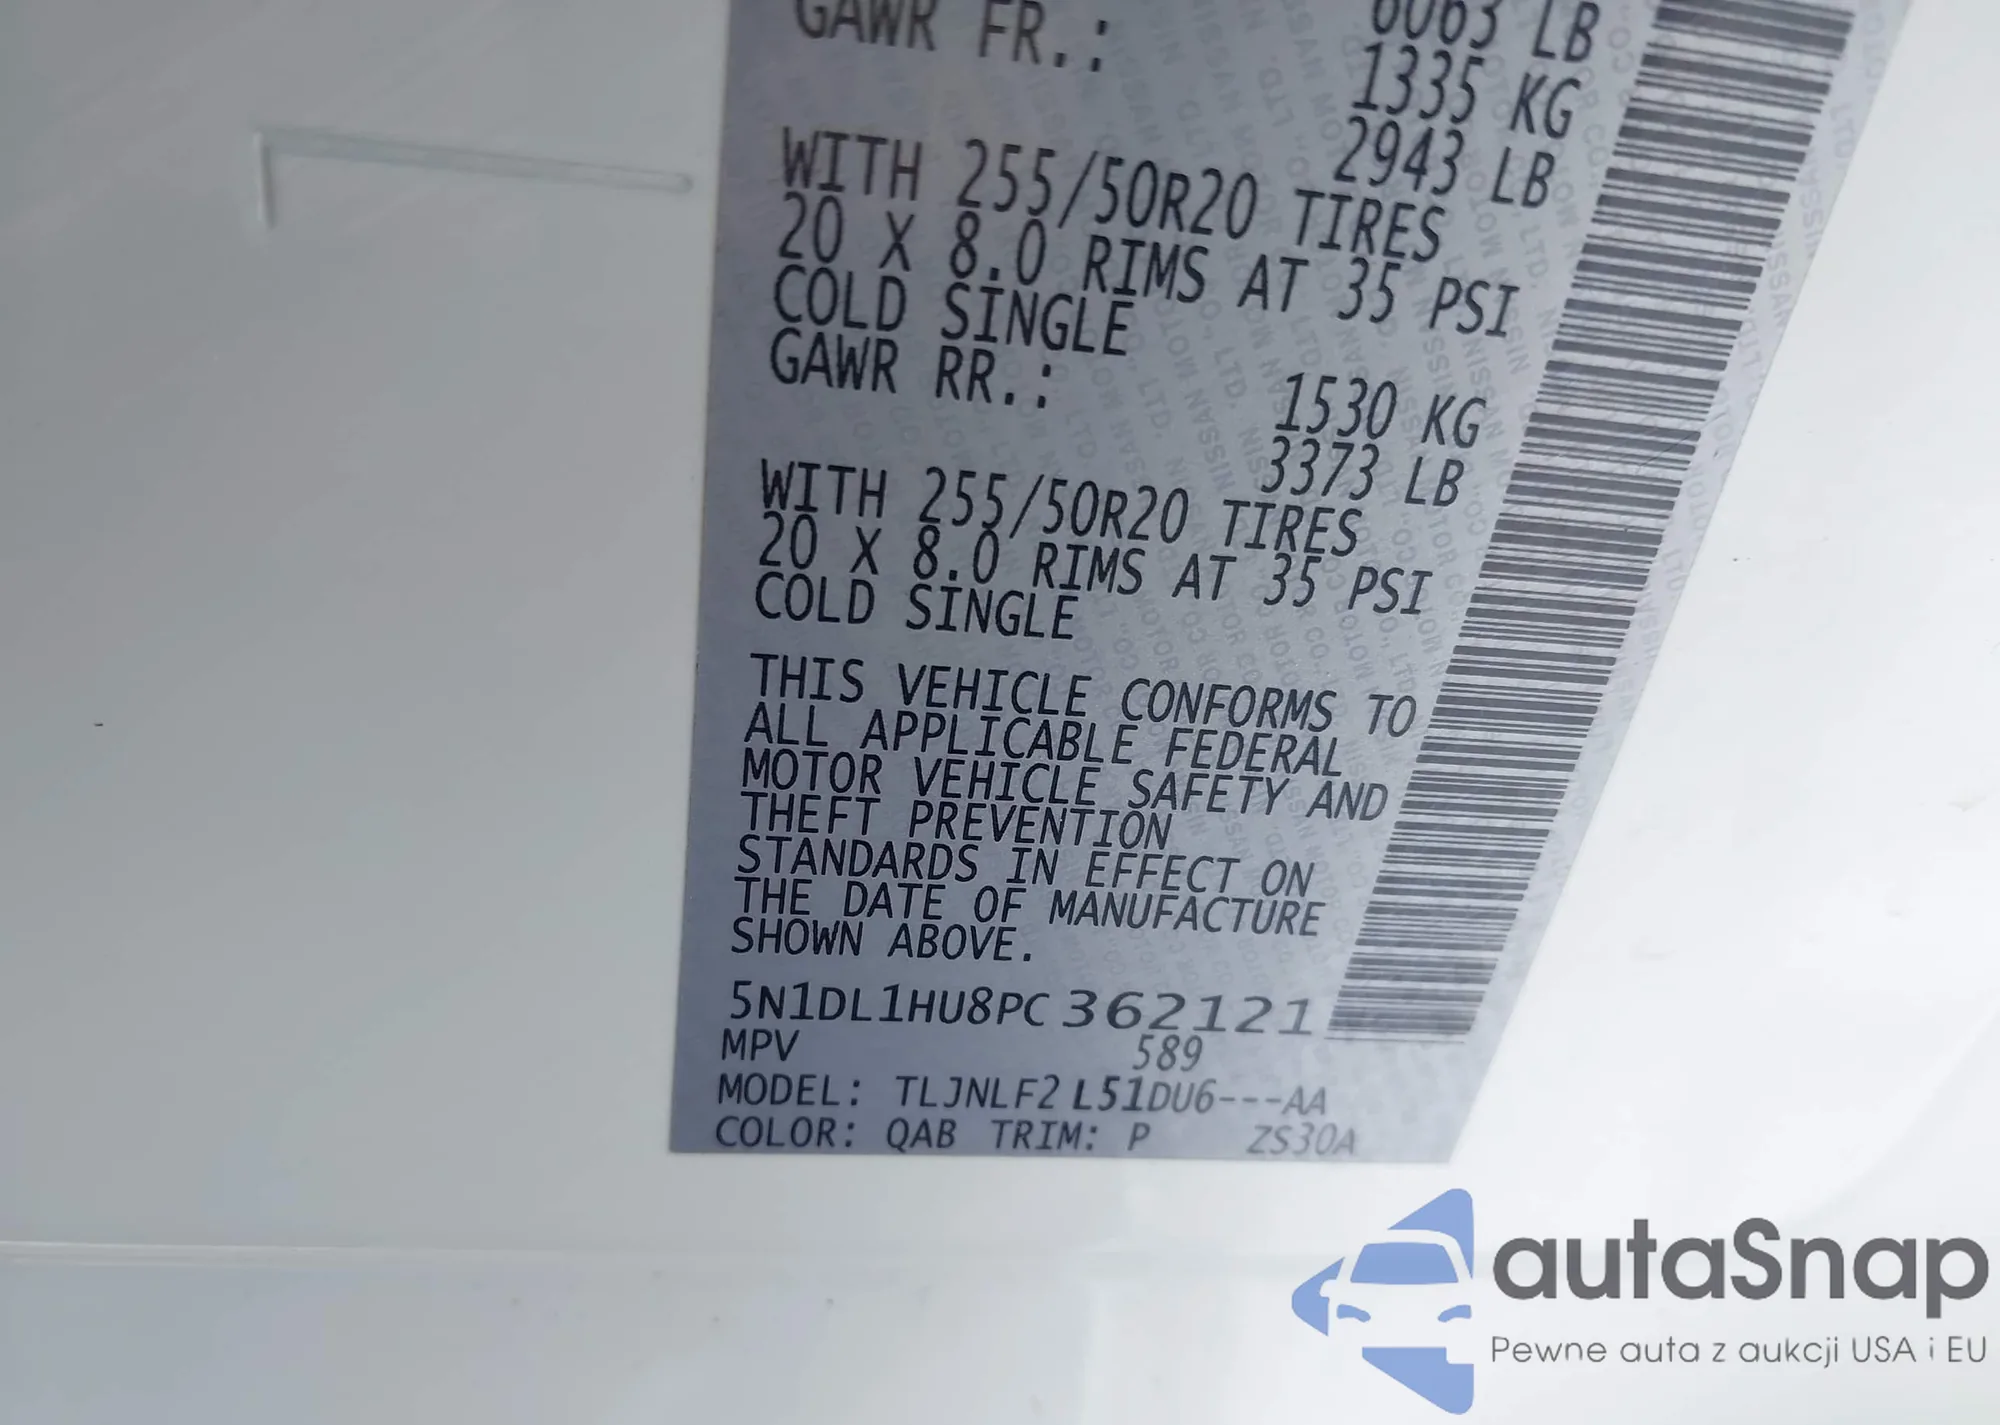 6063 LB
GAWR FR.: 1335 KG
2943 LB
WITH 255/50R20 TIRES
20 X 8.0 RIMS AT 35 PSI
COLD SINGLE
GAWR RR.: 1530 KG
3373 LB
WITH 255/50R20 TIRES
20 X 8.0 RIMS AT 35 PSI
COLD SINGLE
THIS VEHICLE CONFORMS TO
ALL APPLICABLE FEDERAL
MOTOR VEHICLE SAFETY AND
THEFT PREVENTION
STANDARDS IN EFFECT ON
THE DATE OF MANUFACTURE
SHOWN ABOVE.
5N1DL1HU8PC362121
MPV 589
MODEL: TLJNLF2 L51DU6---AA
COLOR: QAB TRIM: P ZS30A
autaSnap
Pewne auta z aukcji USA i EU